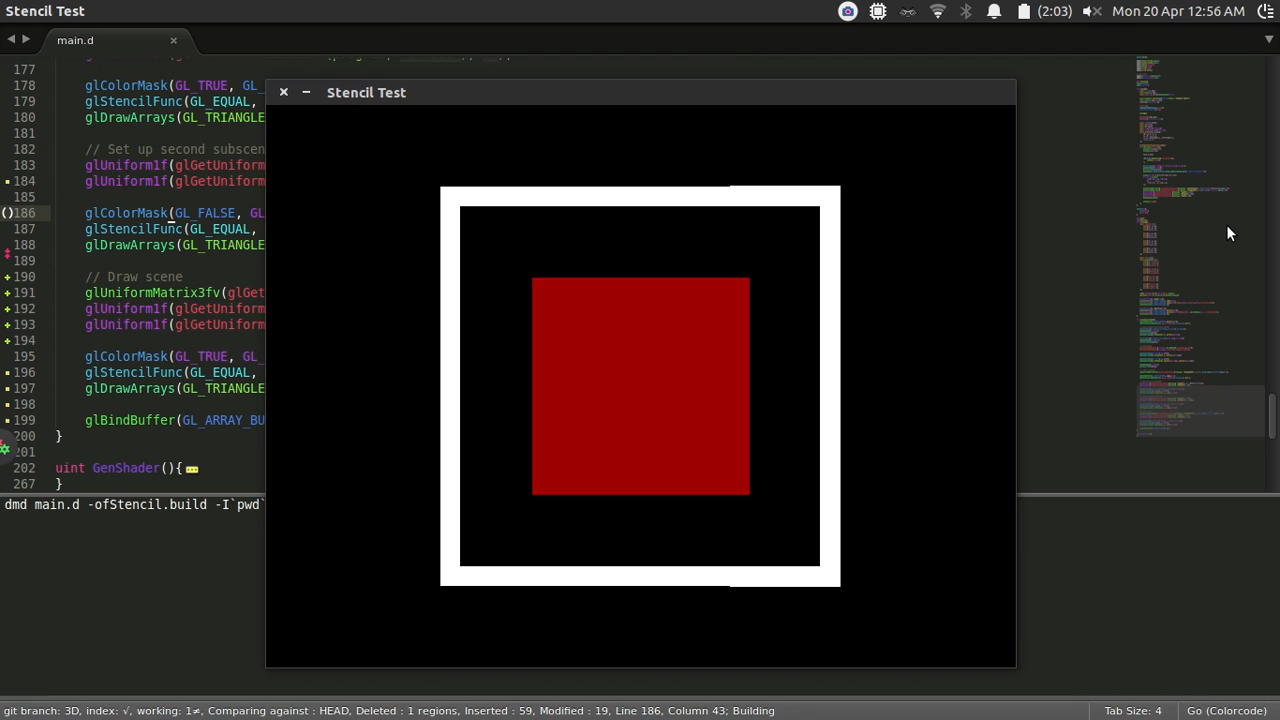 Stencil Test
(2:03)
Mon 20 Apr 12:56 AM
main.d
177
178 glColorMask(GL_TRUE, GL_
179 glStencilFunc(GL_EQUAL,
180 glDrawArrays(GL_TRIANGLE
181
182 // Set up second subscen
183 glUniform1f(glGetUniform
184 glUniform1f(glGetUniform
185
186 glColorMask(GL_FALSE, GL
187 glStencilFunc(GL_EQUAL,
188 glDrawArrays(GL_TRIANGLE
189
190 // Draw scene
191 glUniformMatrix3fv(glGet
192 glUniform1f(glGetUniform
193 glUniform1f(glGetUniform
194
195 glColorMask(GL_TRUE, GL_
196 glStencilFunc(GL_EQUAL,
197 glDrawArrays(GL_TRIANGLE
198
199 glBindBuffer(GL_ARRAY_BU
200 }
201
202 uint GenShader(){
267 }
Stencil Test
dmd main.d -ofStencil.build -I`pwd`
git branch: 3D, index: √, working: 1≠, Comparing against : HEAD, Deleted : 1 regions, Inserted : 59, Modified : 19, Line 186, Column 43; Building
Tab Size: 4
Go (Colorcode)